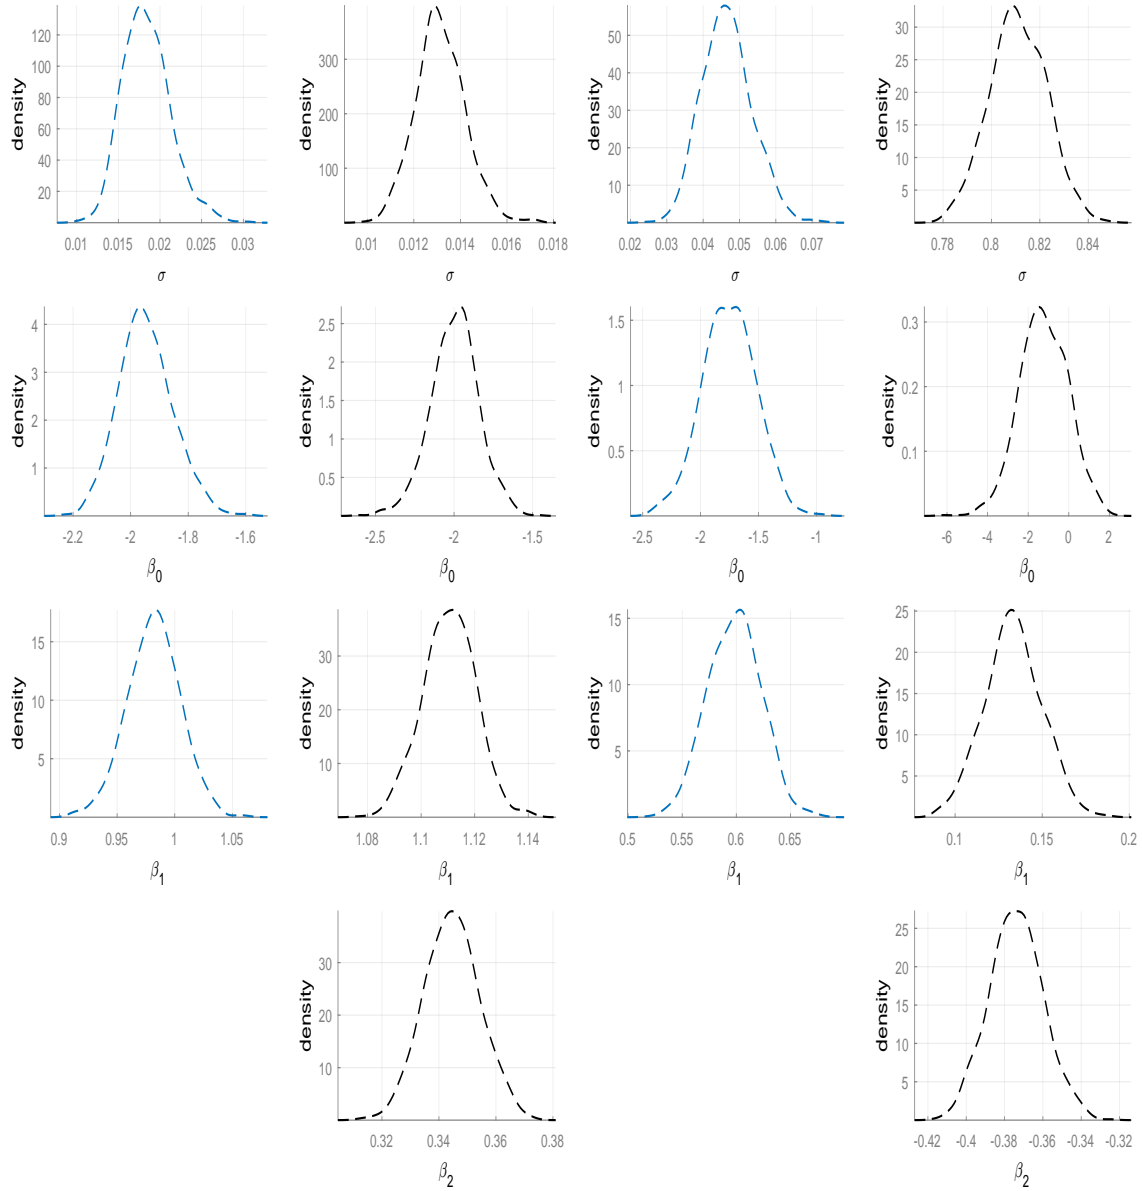 density
120
100
80
60
40
20
0.01 0.015 0.02 0.025 0.03
σ
density
300
200
100
0.01 0.012 0.014 0.016 0.018
σ
density
50
40
30
20
10
0.02 0.03 0.04 0.05 0.06 0.07
σ
density
30
25
20
15
10
5
0.78 0.8 0.82 0.84
σ
density
4
3
2
1
-2.2 -2 -1.8 -1.6
β0
density
2.5
2
1.5
1
0.5
-2.5 -2 -1.5
β0
density
1.5
1
0.5
-2.5 -2 -1.5 -1
β0
density
0.3
0.2
0.1
-6 -4 -2 0 2
β0
density
15
10
5
0.9 0.95 1 1.05
β1
density
30
20
10
1.08 1.1 1.12 1.14
β1
density
15
10
5
0.5 0.55 0.6 0.65
β1
density
25
20
15
10
5
0.1 0.15 0.2
β1
density
30
20
10
0.32 0.34 0.36 0.38
β2
density
25
20
15
10
5
-0.42 -0.4 -0.38 -0.36 -0.34 -0.32
β2